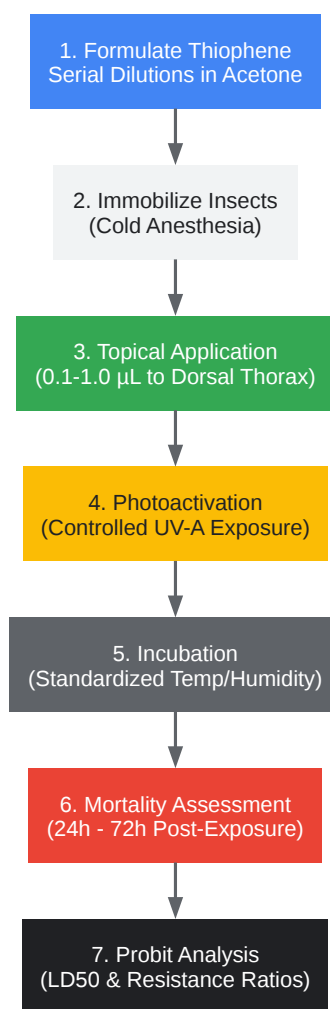 1. Formulate Thiophene
Serial Dilutions in Acetone
2. Immobilize Insects
(Cold Anesthesia)
3. Topical Application
(0.1-1.0 µL to Dorsal Thorax)
4. Photoactivation
(Controlled UV-A Exposure)
5. Incubation
(Standardized Temp/Humidity)
6. Mortality Assessment
(24h - 72h Post-Exposure)
7. Probit Analysis
(LD50 & Resistance Ratios)